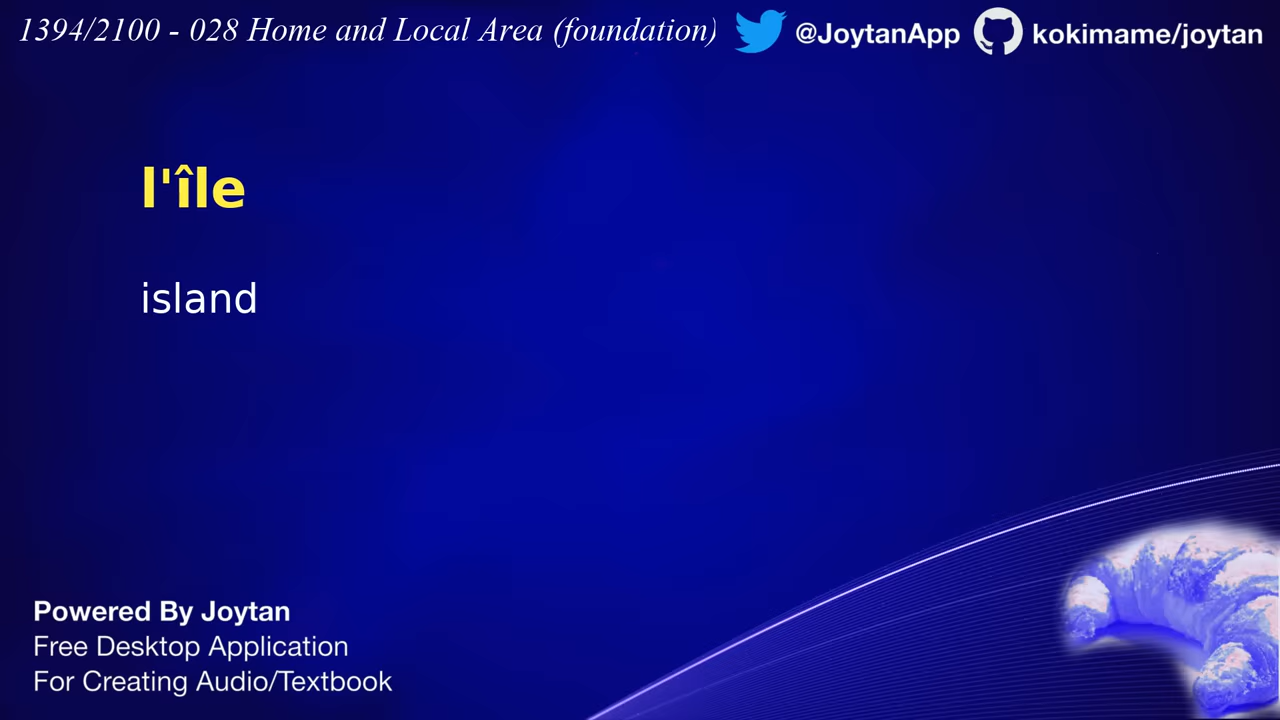 1394/2100 - 028 Home and Local Area (foundation)
@JoytanApp
kokimame/joytan
l'île
island
Powered By Joytan
Free Desktop Application
For Creating Audio/Textbook